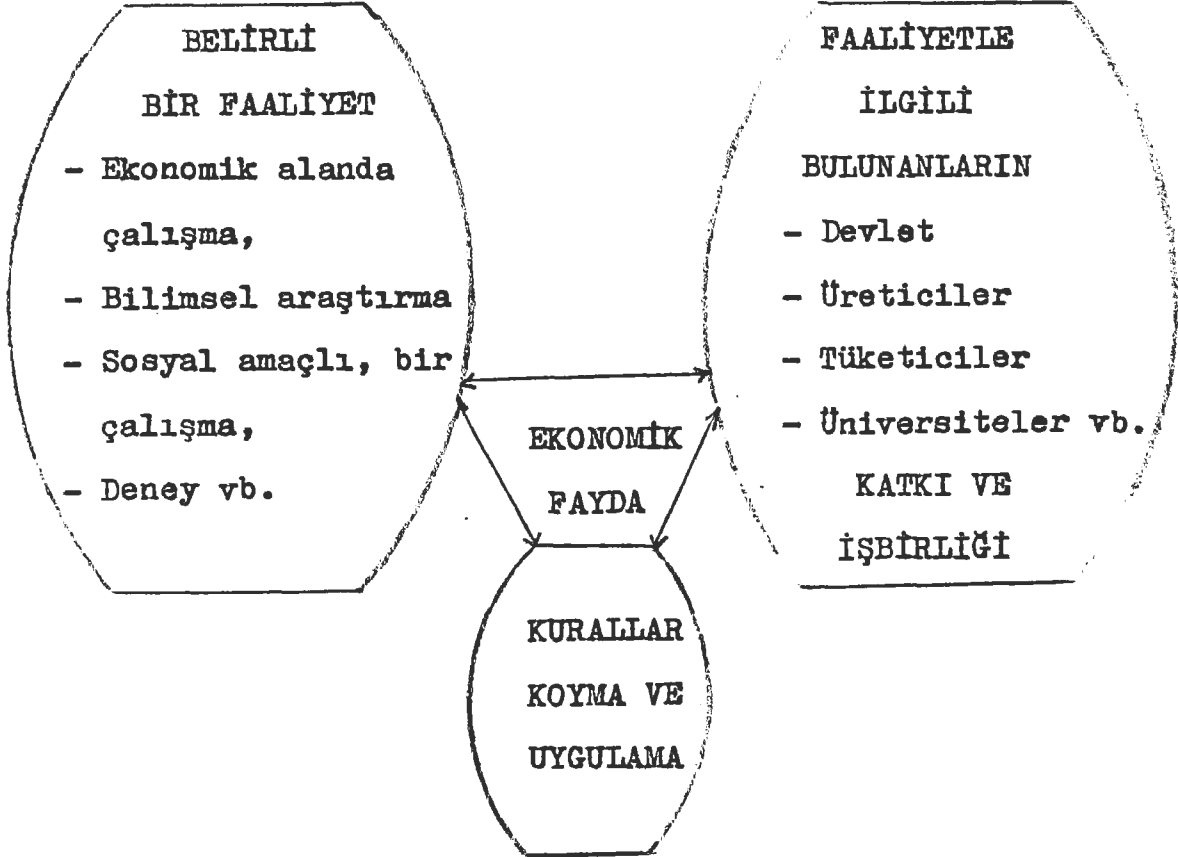 BELİRLİ
BİR FAALİYET
- Ekonomik alanda
çalışma,
- Bilimsel araştırma
- Sosyal amaçlı, bir
çalışma,
- Deney vb.
FAALİYETLE
İLGİLİ
BULUNANLARIN
- Devlet
- Üreticiler
- Tüketiciler
- Üniversiteler vb.
KATKI VE
İŞBİRLİĞİ
EKONOMİK
FAYDA
KURALLAR
KOYMA VE
UYGULAMA